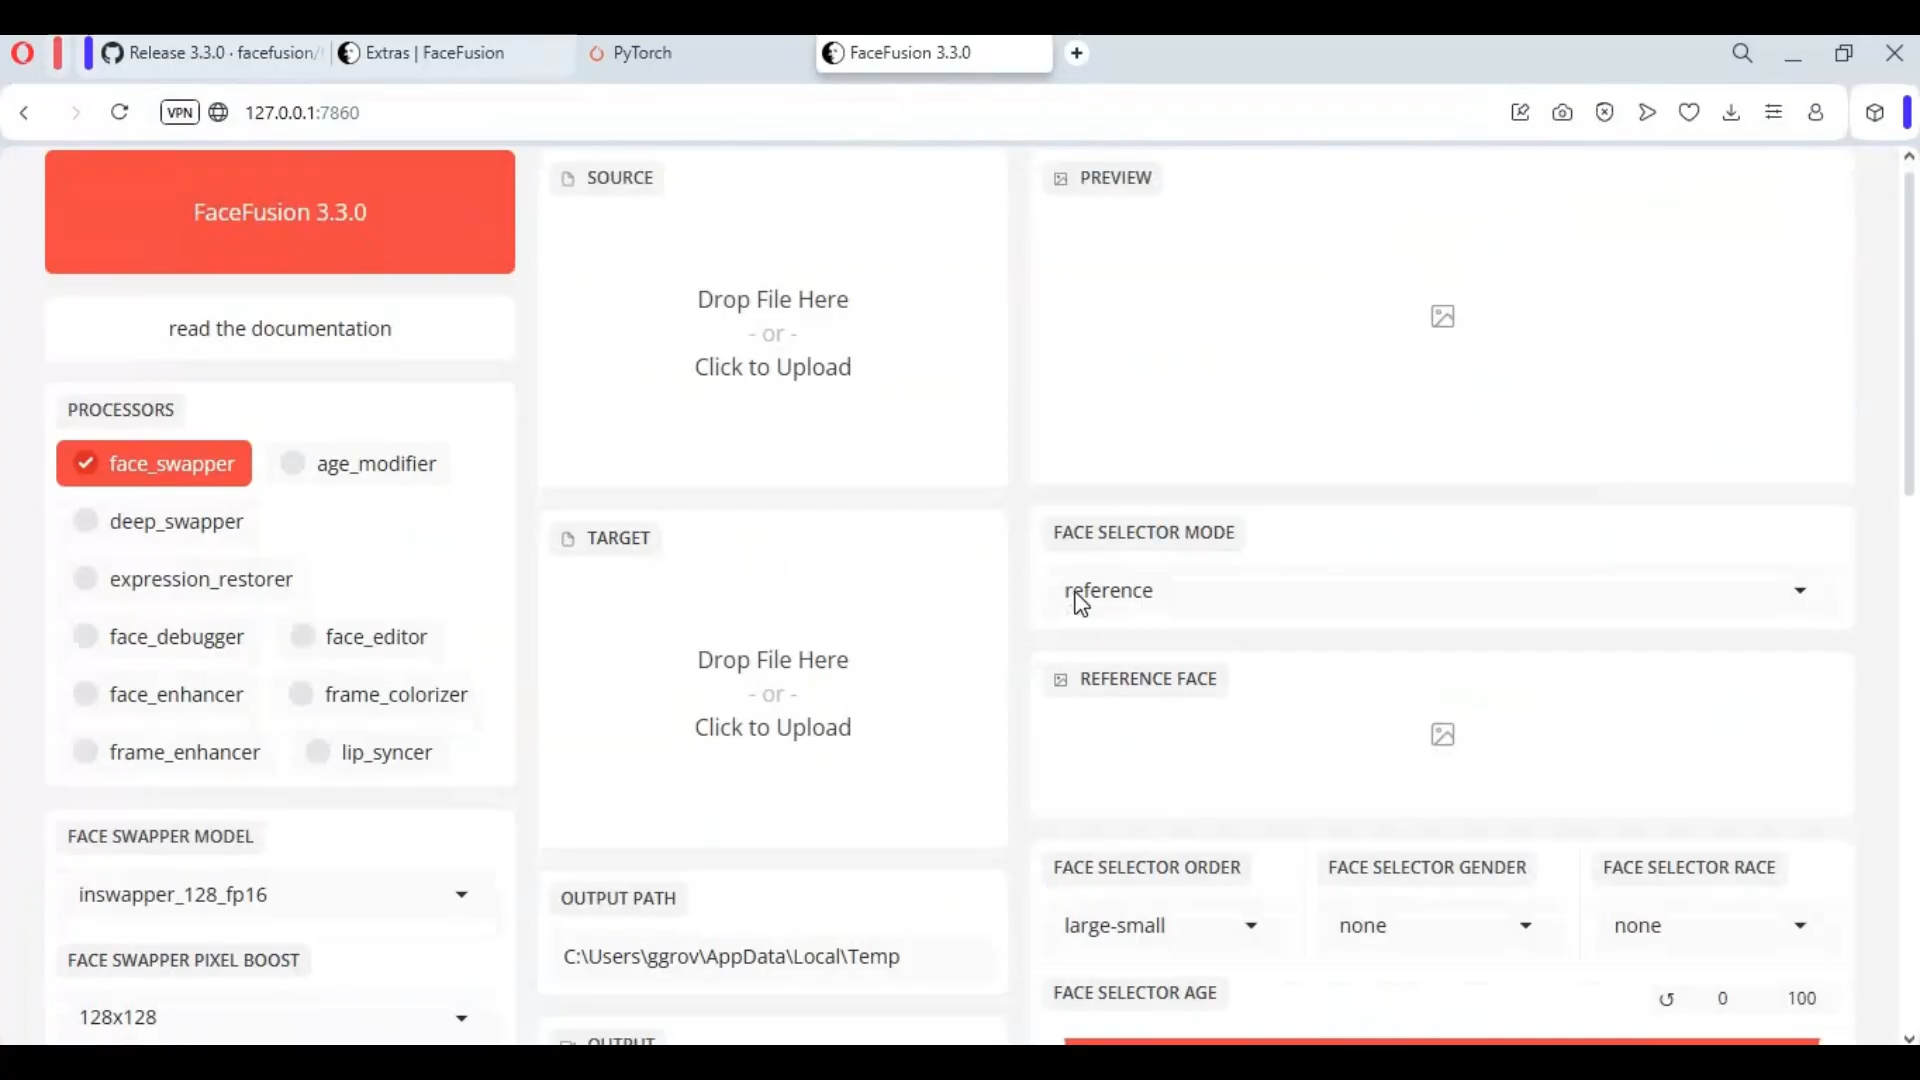 Release 3.3.0 · facefusion/
Extras | FaceFusion
PyTorch
FaceFusion 3.3.0
VPN
127.0.0.1:7860
FaceFusion 3.3.0
read the documentation
PROCESSORS
face_swapper
age_modifier
deep_swapper
expression_restorer
face_debugger
face_editor
face_enhancer
frame_colorizer
frame_enhancer
lip_syncer
FACE SWAPPER MODEL
inswapper_128_fp16
FACE SWAPPER PIXEL BOOST
128x128
SOURCE
Drop File Here
- or -
Click to Upload
TARGET
Drop File Here
- or -
Click to Upload
OUTPUT PATH
C:\Users\ggrov\AppData\Local\Temp
OUTPUT
PREVIEW
FACE SELECTOR MODE
reference
REFERENCE FACE
FACE SELECTOR ORDER
large-small
FACE SELECTOR GENDER
none
FACE SELECTOR RACE
none
FACE SELECTOR AGE
0
100